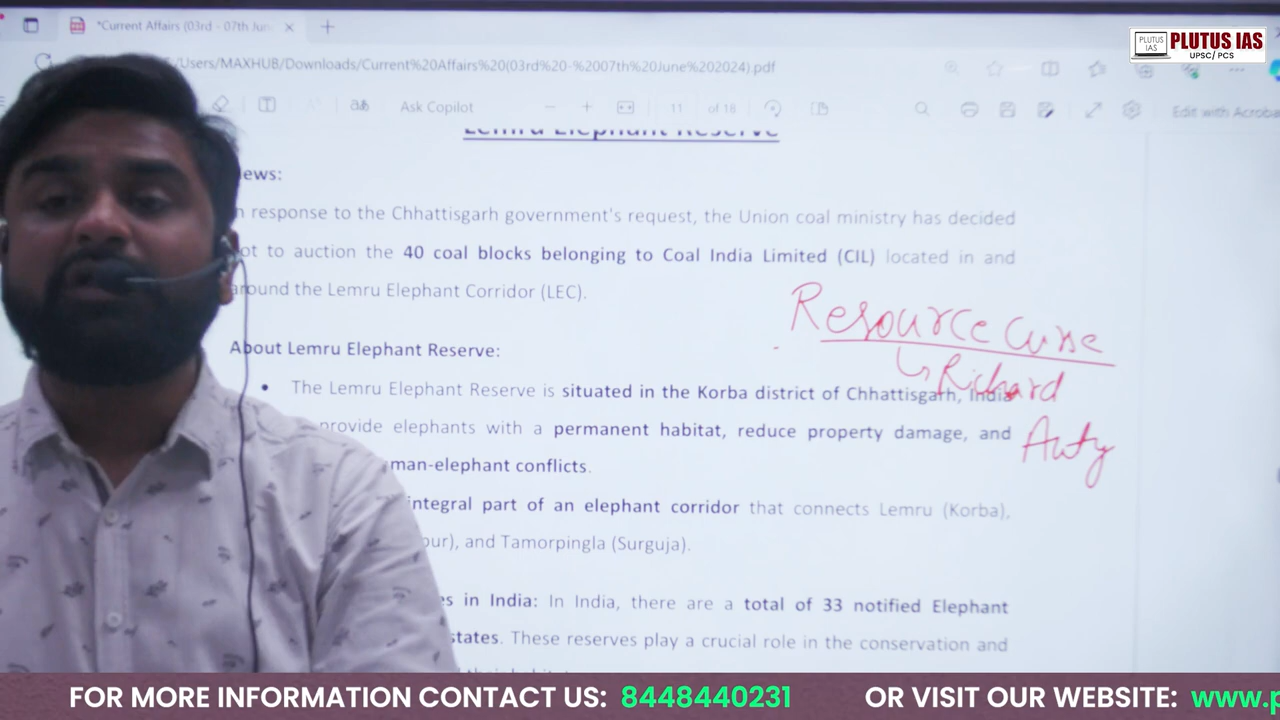 *Current Affairs (03rd - 07th Jun
PLUTUS IAS
PLUTUS IAS
UPSC/ PCS
/Users/MAXHUB/Downloads/Current%20 %20-%2007th%20June%202024).pdf
Ask Copilot
11 of 16
Edit with Acroba
Lemru Elephant Reserve
ews:
n response to the Chhattisgarh government's request, the Union coal ministry has decided
ot to auction the 40 coal blocks belonging to Coal India Limited (CIL) located in and
around the Lemru Elephant Corridor (LEC).
Resource Curse
Richard
Auty
About Lemru Elephant Reserve:
• The Lemru Elephant Reserve is situated in the Korba district of Chhattisgarh, India
provide elephants with a permanent habitat, reduce property damage, and
man-elephant conflicts.
integral part of an elephant corridor that connects Lemru (Korba),
pur), and Tamorpingla (Surguja).
es in India: In India, there are a total of 33 notified Elephant
states. These reserves play a crucial role in the conservation and
FOR MORE INFORMATION CONTACT US: 8448440231 OR VISIT OUR WEBSITE: www.p